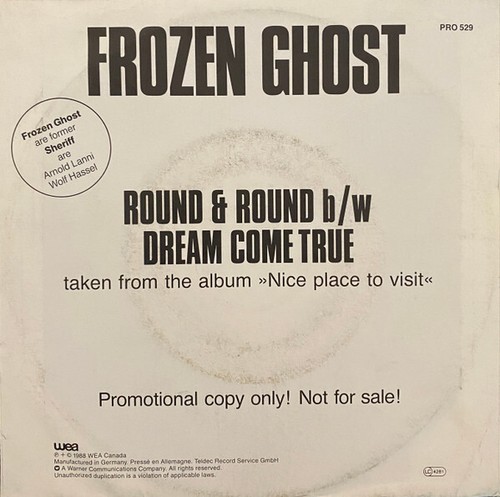 FROZEN GHOST
PRO 529
Frozen Ghost
are former
Sheriff
are
Arnold Lanni
Wolf Hassel
ROUND & ROUND b/w
DREAM COME TRUE
taken from the album »Nice place to visit«
Promotional copy only! Not for sale!
wea
℗ + © 1988 WEA Canada
Manufactured in Germany. Pressé en Allemagne. Teldec Record Service GmbH
A Warner Communications Company. All rights reserved.
Unauthorized duplication is a violation of applicable laws.
LC 4281